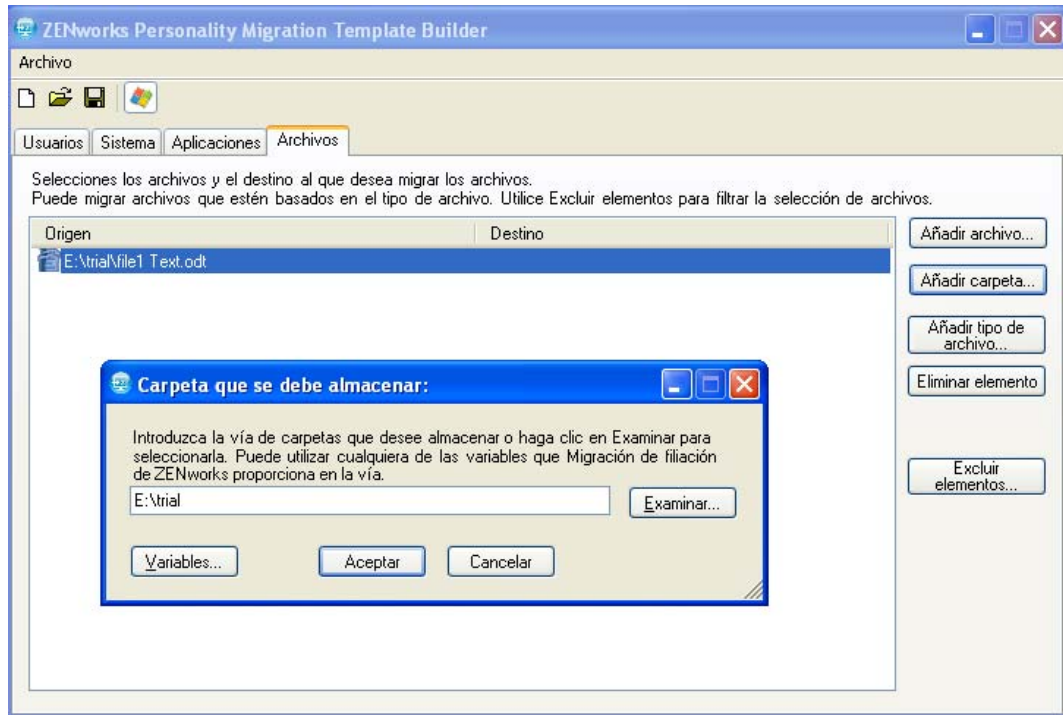 ZENworks Personality Migration Template Builder
Archivo
Usuarios Sistema Aplicaciones Archivos
Selecciones los archivos y el destino al que desea migrar los archivos.
Puede migrar archivos que estén basados en el tipo de archivo. Utilice Excluir elementos para filtrar la selección de archivos.
Origen Destino
E:\trial\file1 Text.odt
Añadir archivo...
Añadir carpeta...
Añadir tipo de
archivo...
Eliminar elemento
Excluir
elementos...
Carpeta que se debe almacenar:
Introduzca la vía de carpetas que desee almacenar o haga clic en Examinar para
seleccionarla. Puede utilizar cualquiera de las variables que Migración de filiación
de ZENworks proporciona en la vía.
E:\trial
Examinar...
Variables... Aceptar Cancelar